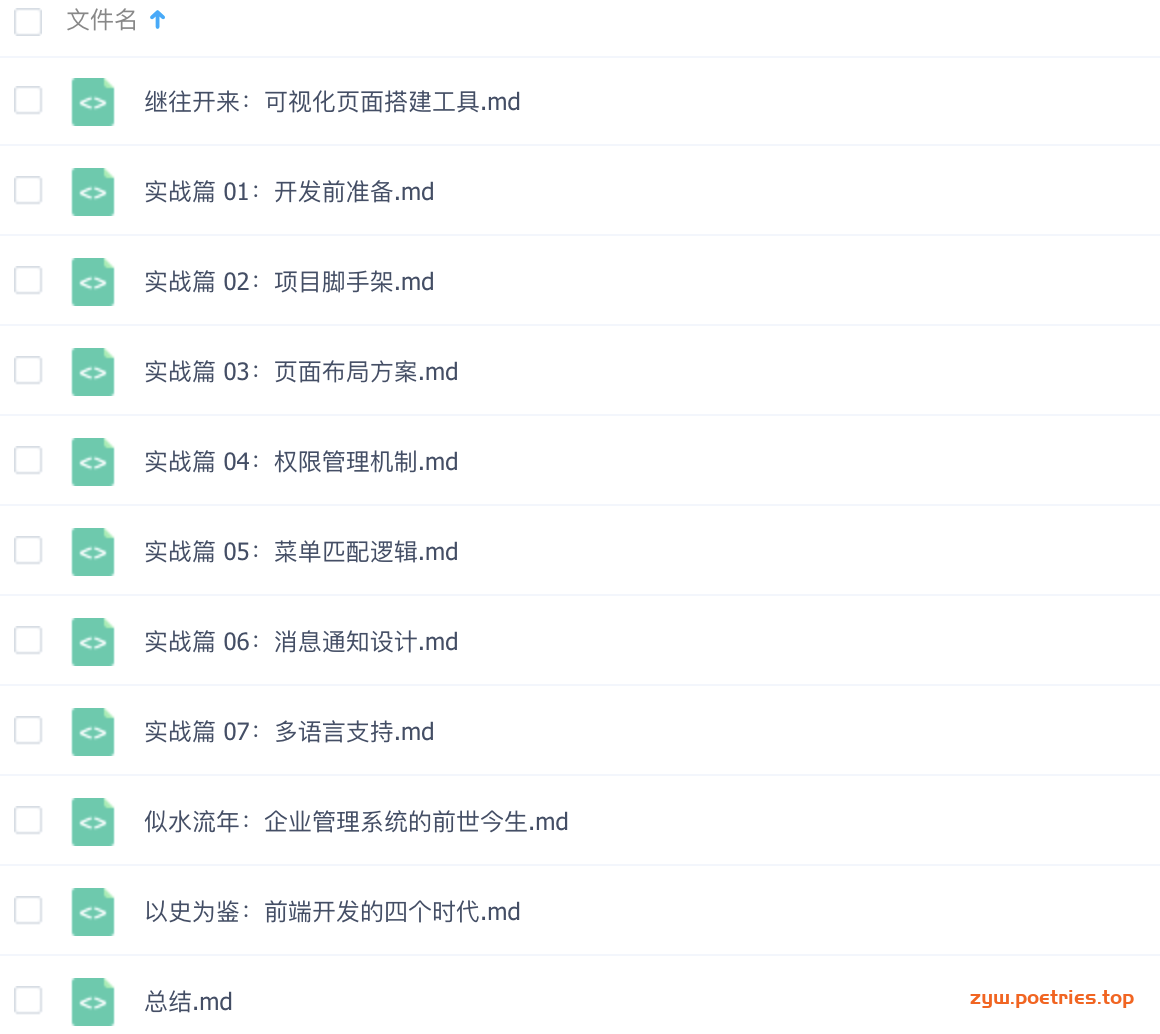 文件名
继往开来：可视化页面搭建工具.md
实战篇 01：开发前准备.md
实战篇 02：项目脚手架.md
实战篇 03：页面布局方案.md
实战篇 04：权限管理机制.md
实战篇 05：菜单匹配逻辑.md
实战篇 06：消息通知设计.md
实战篇 07：多语言支持.md
似水流年：企业管理系统的前世今生.md
以史为鉴：前端开发的四个时代.md
总结.md
zyw.poetries.top